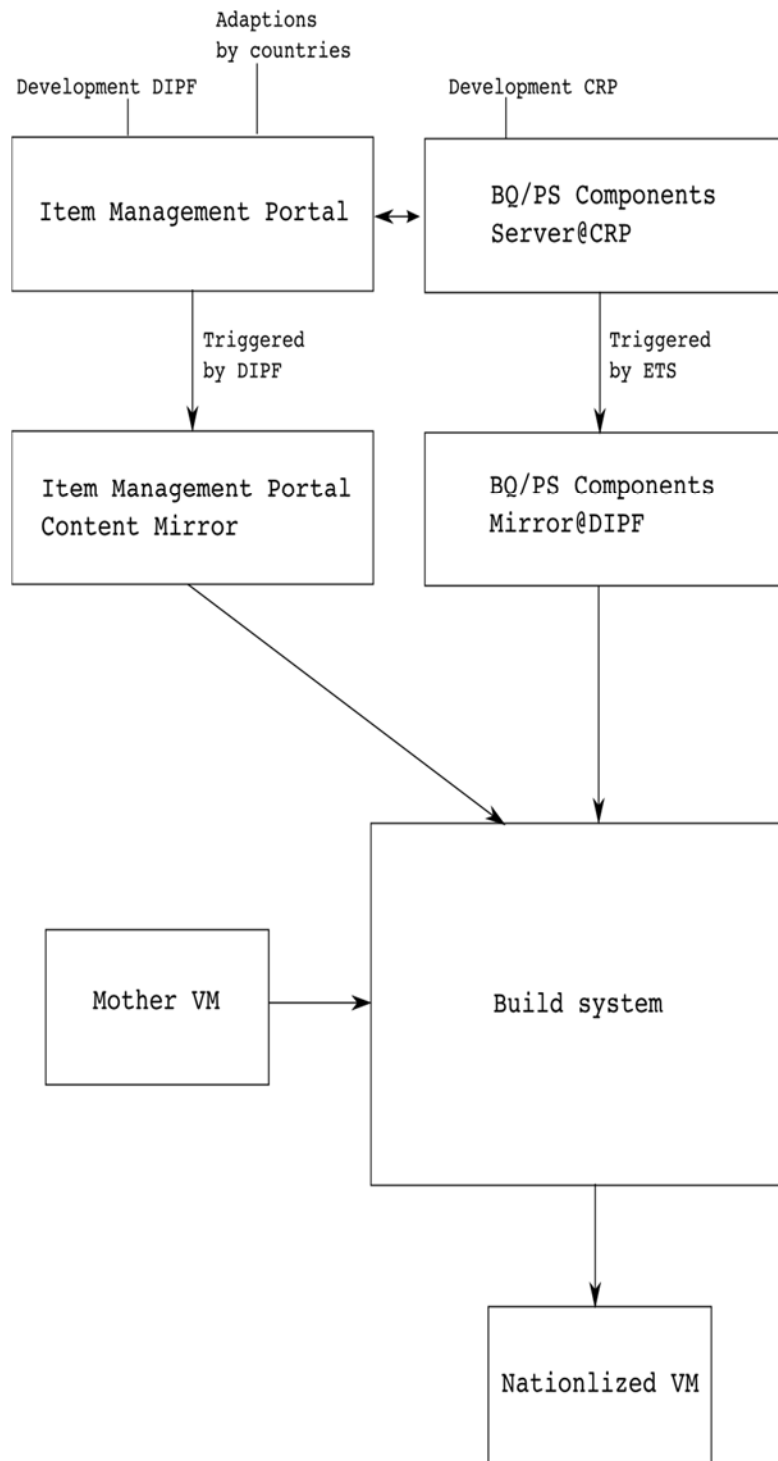 Adaptions
by countries
Development DIPF
Development CRP
Item Management Portal
BQ/PS Components
Server@CRP
Triggered
by DIPF
Triggered
by ETS
Item Management Portal
Content Mirror
BQ/PS Components
Mirror@DIPF
Mother VM
Build system
Nationlized VM